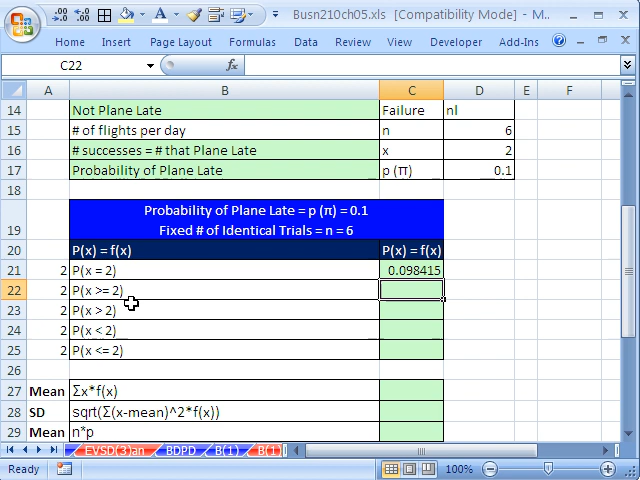 Busn210ch05.xls [Compatibility Mode] - M...
Home Insert Page Layout Formulas Data Review View Developer Add-Ins
C22 fx
A B C D E F
14 Not Plane Late Failure nl
15 # of flights per day n 6
16 # successes = # that Plane Late x 2
17 Probability of Plane Late p (π) 0.1
18
Probability of Plane Late = p (π) = 0.1
19 Fixed # of Identical Trials = n = 6
20 P(x) = f(x) P(x) = f(x)
21 2 P(x = 2) 0.098415
22 2 P(x >= 2)
23 2 P(x > 2)
24 2 P(x < 2)
25 2 P(x <= 2)
26
27 Mean Σx*f(x)
28 SD sqrt(Σ(x-mean)^2*f(x))
29 Mean n*p
EVSD(3)an BDPD B(1) B(1)
Ready 100%